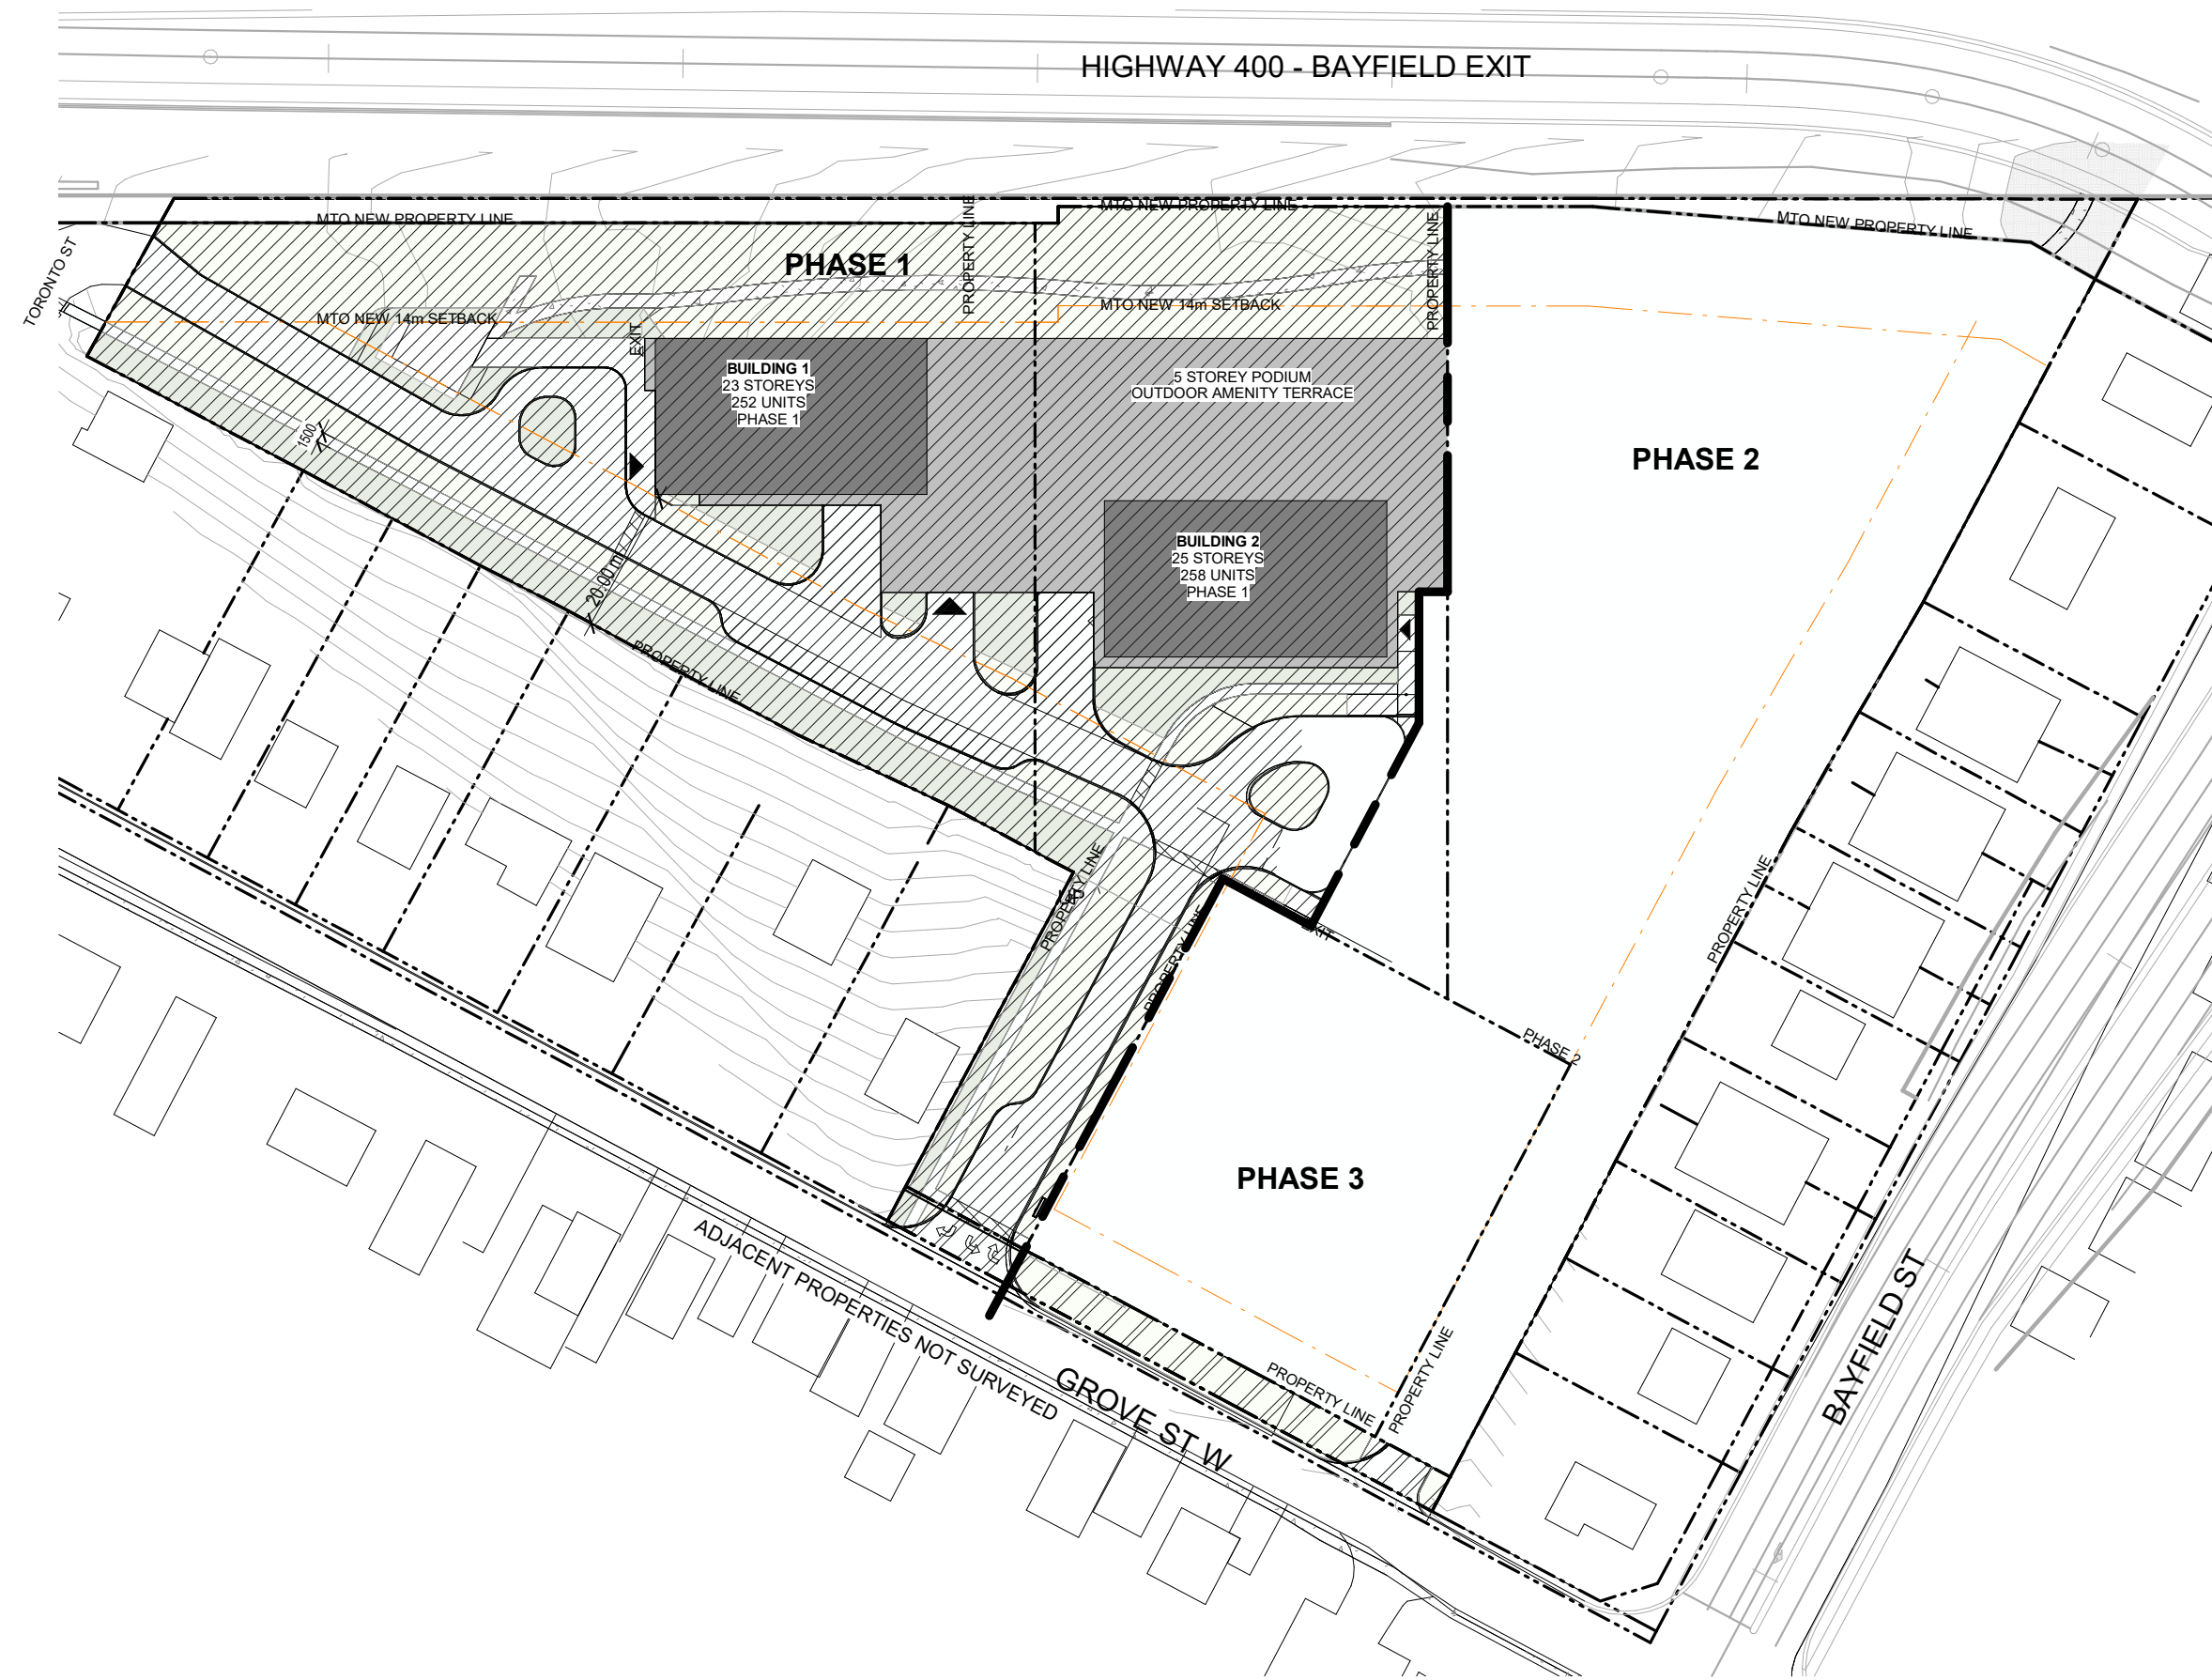 HIGHWAY 400 - BAYFIELD EXIT
MTO NEW PROPERTY LINE
MTO NEW PROPERTY LINE
MTO NEW PROPERTY LINE
TORONTO ST
PHASE 1
PROPERTY LINE
PROPERTY LINE
MTO NEW 14m SETBACK
MTO NEW 14m SETBACK
EXIT
BUILDING 1
23 STOREYS
252 UNITS
PHASE 1
5 STOREY PODIUM
OUTDOOR AMENITY TERRACE
1500
PHASE 2
BUILDING 2
25 STOREYS
258 UNITS
PHASE 1
20.00 m
PROPERTY LINE
PROPERTY LINE
PROPERTY LINE
EXIT
PROPERTY LINE
PHASE 2
PHASE 3
ADJACENT PROPERTIES NOT SURVEYED
GROVE ST W
PROPERTY LINE
PROPERTY LINE
BAYFIELD ST